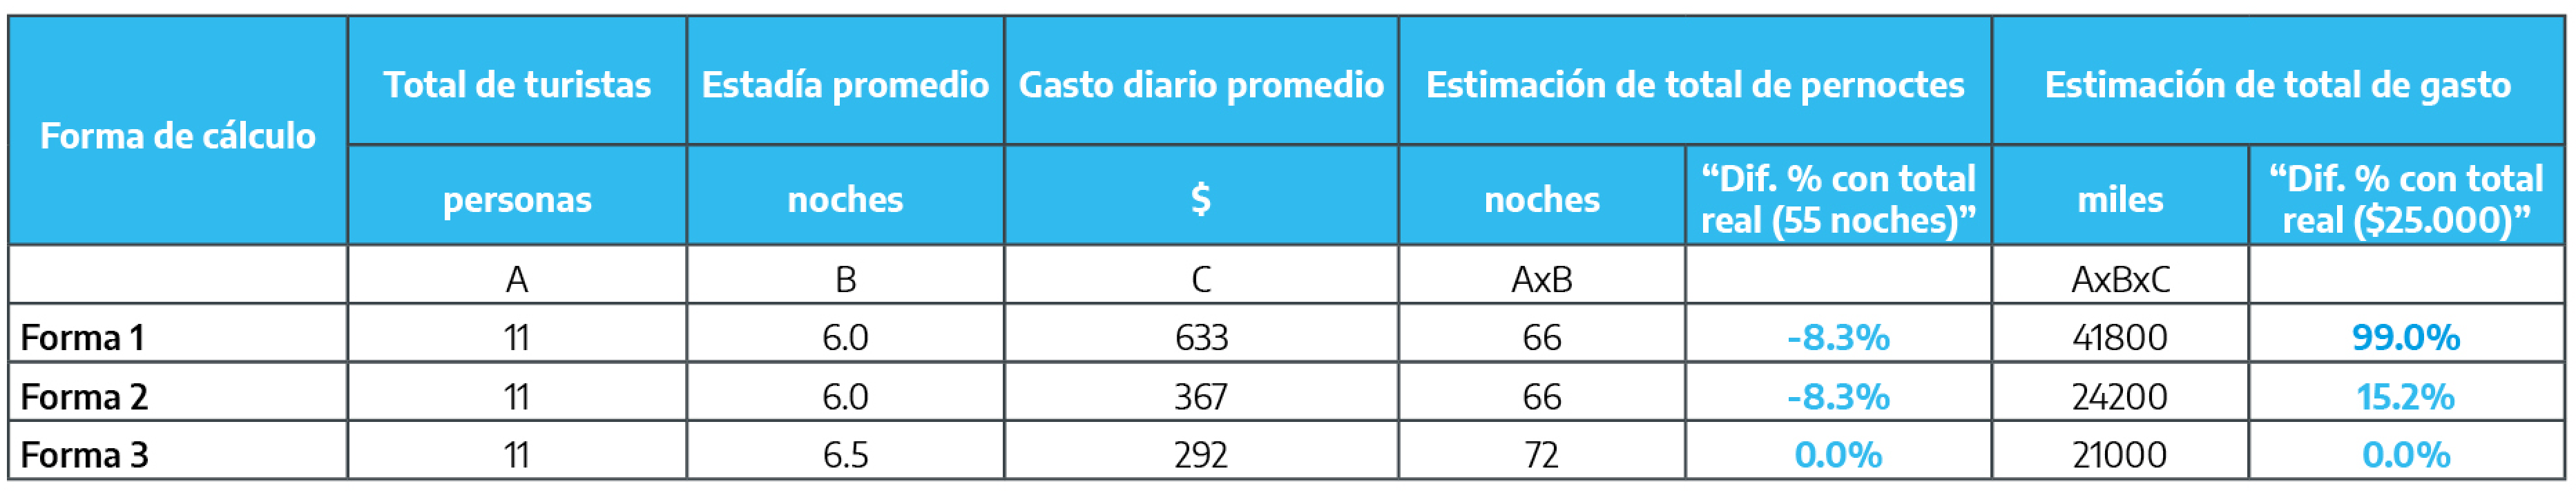 Forma de cálculo
Total de turistas
Estadía promedio
Gasto diario promedio
Estimación de total de pernoctes
Estimación de total de gasto
personas
noches
$
noches
“Dif. % con total
real (55 noches)”
miles
“Dif. % con total
real ($25.000)”
A B C AxB AxBxC
Forma 1 11 6.0 633 66 -8.3% 41800 99.0%
Forma 2 11 6.0 367 66 -8.3% 24200 15.2%
Forma 3 11 6.5 292 72 0.0% 21000 0.0%